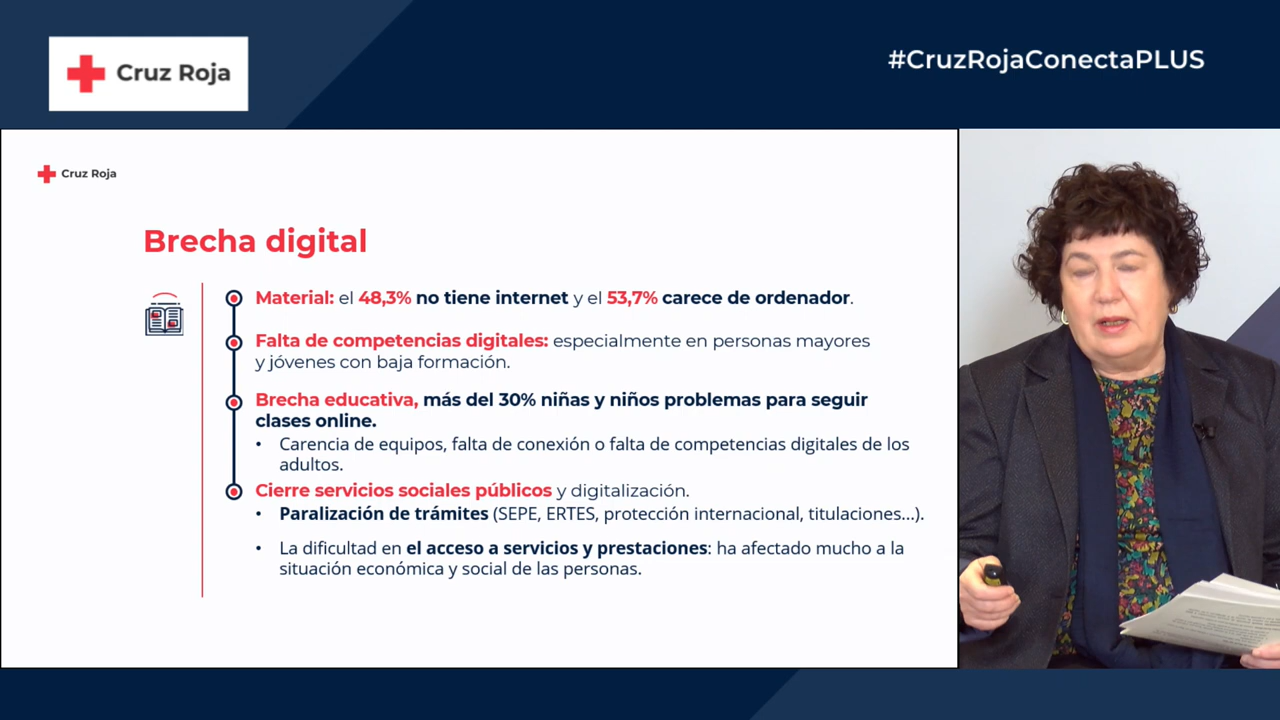 Cruz Roja
#CruzRojaConectaPLUS
Cruz Roja
Brecha digital
Material: el 48,3% no tiene internet y el 53,7% carece de ordenador.
Falta de competencias digitales: especialmente en personas mayores
y jóvenes con baja formación.
Brecha educativa, más del 30% niñas y niños problemas para seguir
clases online.
• Carencia de equipos, falta de conexión o falta de competencias digitales de los
adultos.
Cierre servicios sociales públicos y digitalización.
• Paralización de trámites (SEPE, ERTES, protección internacional, titulaciones...).
• La dificultad en el acceso a servicios y prestaciones: ha afectado mucho a la
situación económica y social de las personas.